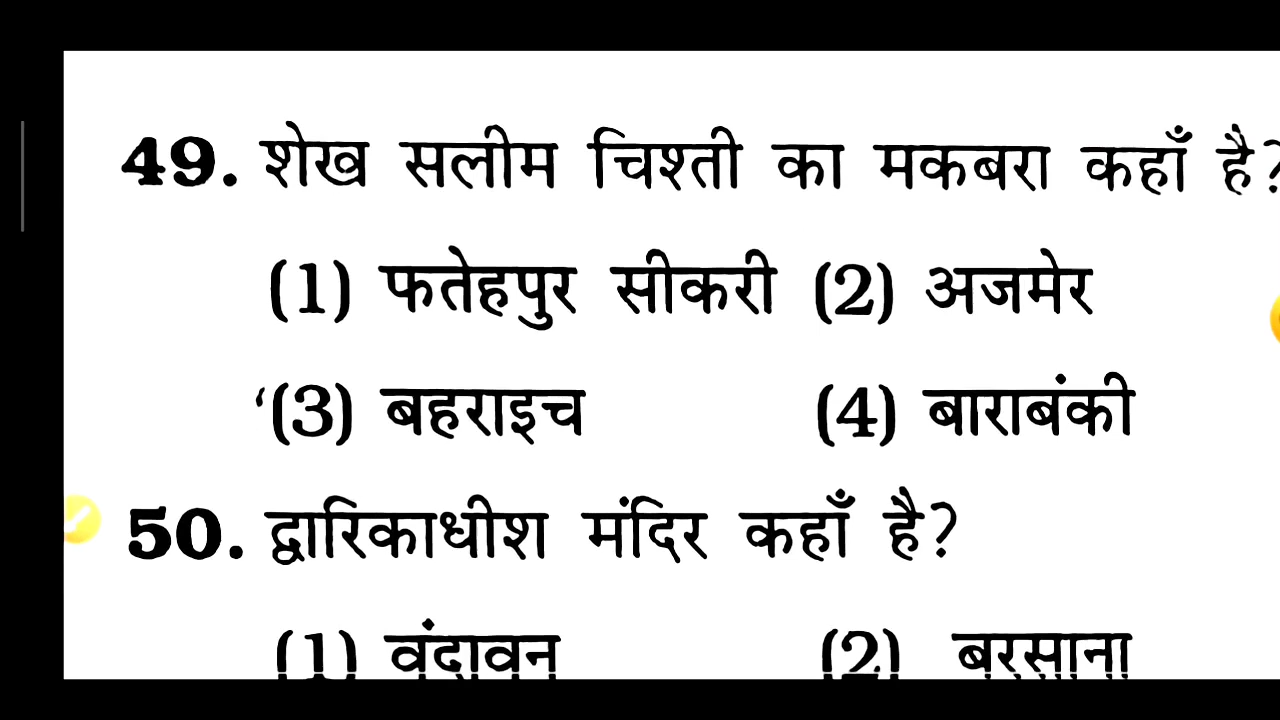 49. शेख सलीम चिश्ती का मकबरा कहाँ है?
(1) फतेहपुर सीकरी (2) अजमेर
(3) बहराइच (4) बाराबंकी
50. द्वारिकाधीश मंदिर कहाँ है?
(1) वृंदावन (2) बरसाना